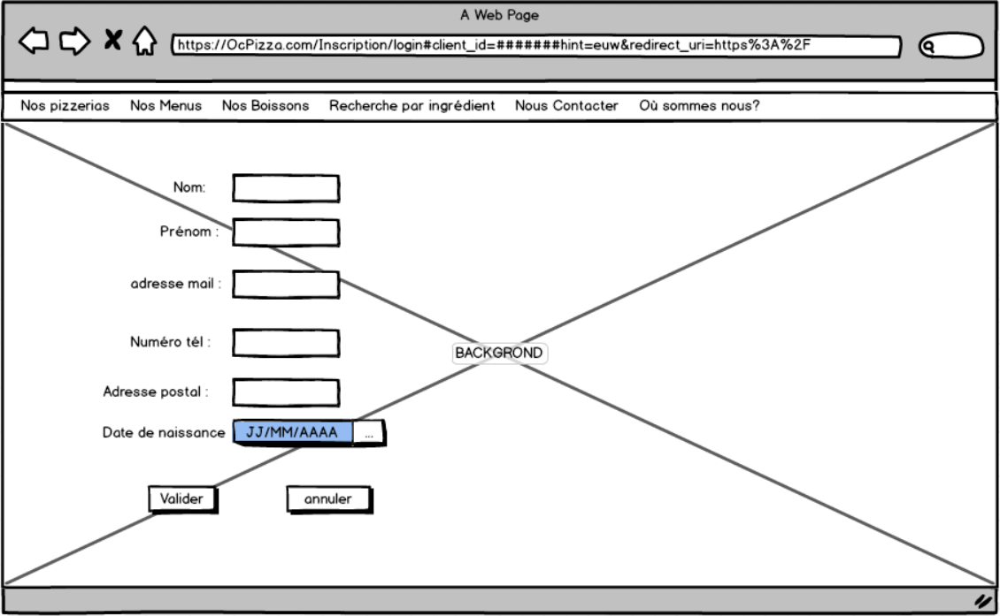 A Web Page
https://OcPizza.com/Inscription/login#client_id=#######hint=euw&redirect_uri=https%3A%2F
Nos pizzerias Nos Menus Nos Boissons Recherche par ingrédient Nous Contacter Où sommes nous?
Nom:
Prénom :
adresse mail :
Numéro tél :
BACKGROND
Adresse postal :
Date de naissance JJ/MM/AAAA ...
Valider annuler